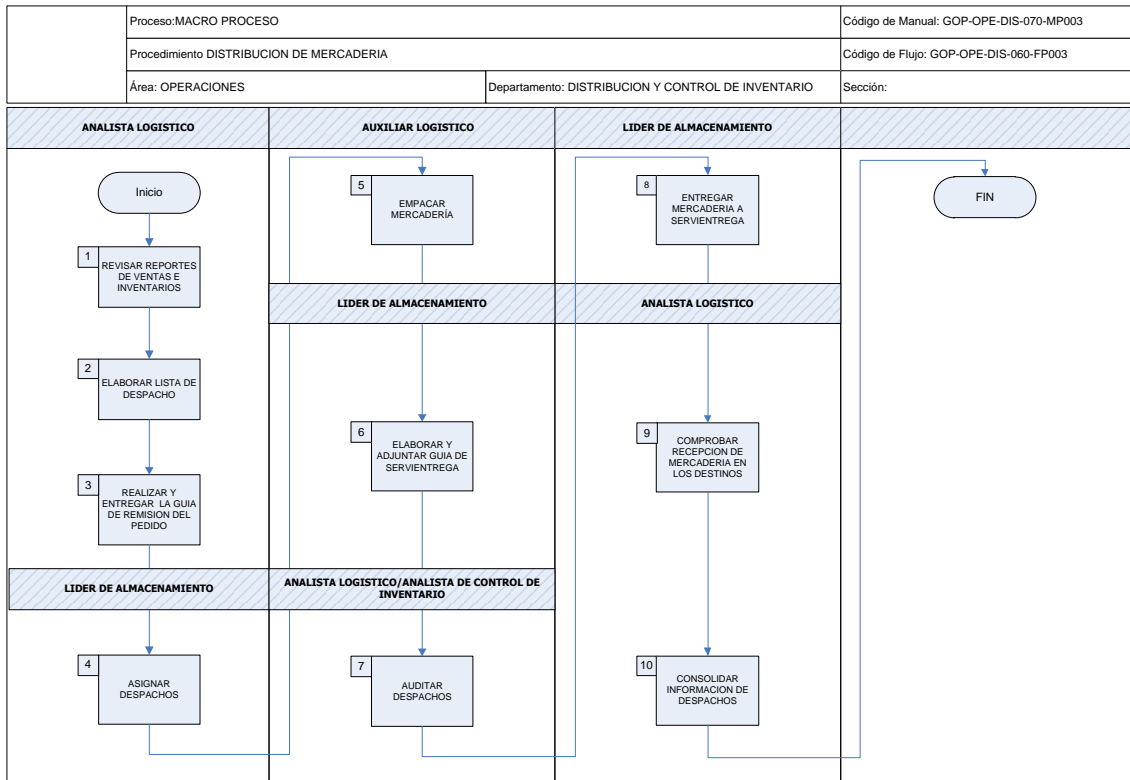 Proceso:MACRO PROCESO
Código de Manual: GOP-OPE-DIS-070-MP003
Procedimiento DISTRIBUCION DE MERCADERIA
Código de Flujo: GOP-OPE-DIS-060-FP003
Área: OPERACIONES
Departamento: DISTRIBUCION Y CONTROL DE INVENTARIO
Sección:
ANALISTA LOGISTICO
Inicio
1
REVISAR REPORTES
DE VENTAS E
INVENTARIOS
2
ELABORAR LISTA DE
DESPACHO
3
REALIZAR Y
ENTREGAR LA GUIA
DE REMISION DEL
PEDIDO
LIDER DE ALMACENAMIENTO
4
ASIGNAR
DESPACHOS
AUXILIAR LOGISTICO
5
EMPACAR
MERCADERÍA
LIDER DE ALMACENAMIENTO
6
ELABORAR Y
ADJUNTAR GUIA DE
SERVIENTREGA
ANALISTA LOGISTICO/ANALISTA DE CONTROL DE
INVENTARIO
7
AUDITAR
DESPACHOS
LIDER DE ALMACENAMIENTO
8
ENTREGAR
MERCADERIA A
SERVIENTREGA
ANALISTA LOGISTICO
9
COMPROBAR
RECEPCION DE
MERCADERIA EN
LOS DESTINOS
10
CONSOLIDAR
INFORMACION DE
DESPACHOS
FIN